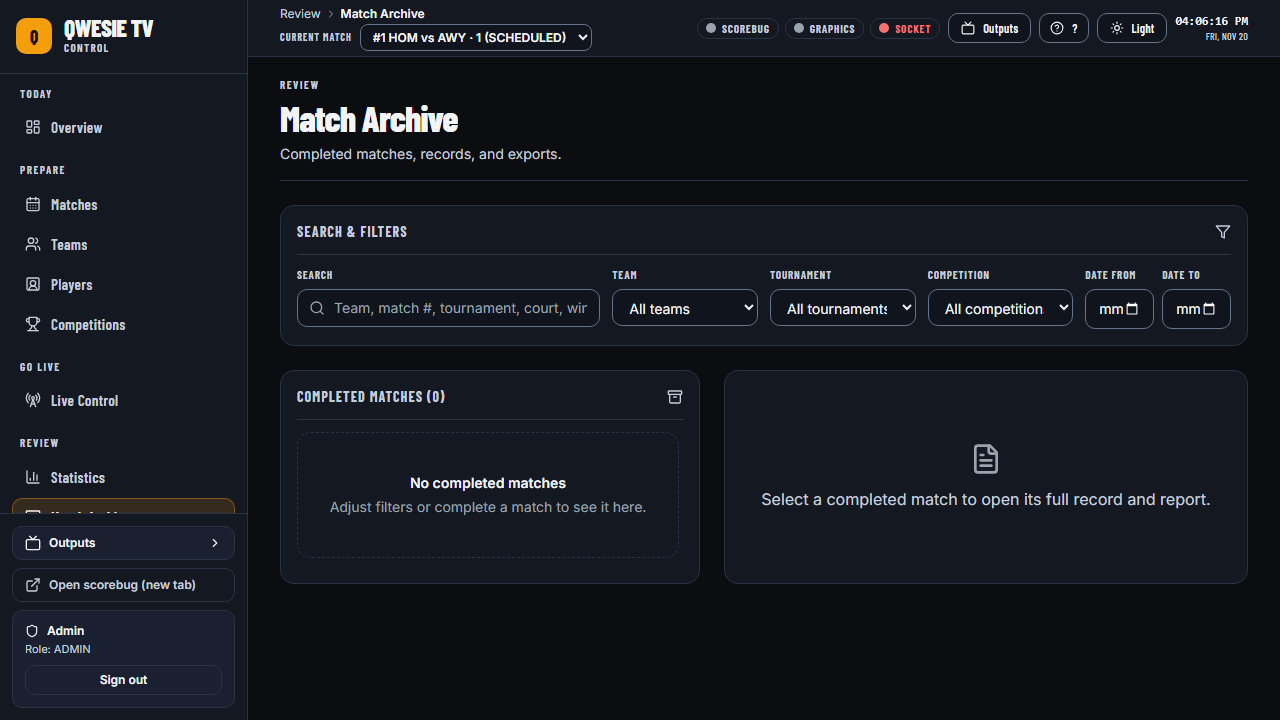 Q
QWESIE TV
CONTROL
TODAY
Overview
PREPARE
Matches
Teams
Players
Competitions
GO LIVE
Live Control
REVIEW
Statistics
Outputs
Open scorebug (new tab)
Admin
Role: ADMIN
Sign out
Review > Match Archive
CURRENT MATCH
#1 HOM vs AWY · 1 (SCHEDULED)
SCOREBUG
GRAPHICS
SOCKET
Outputs
?
Light
04:06:16 PM
FRI, NOV 20
REVIEW
Match Archive
Completed matches, records, and exports.
SEARCH & FILTERS
SEARCH
Team, match #, tournament, court, wir
TEAM
All teams
TOURNAMENT
All tournaments
COMPETITION
All competition
DATE FROM
mm
DATE TO
mm
COMPLETED MATCHES (0)
No completed matches
Adjust filters or complete a match to see it here.
Select a completed match to open its full record and report.